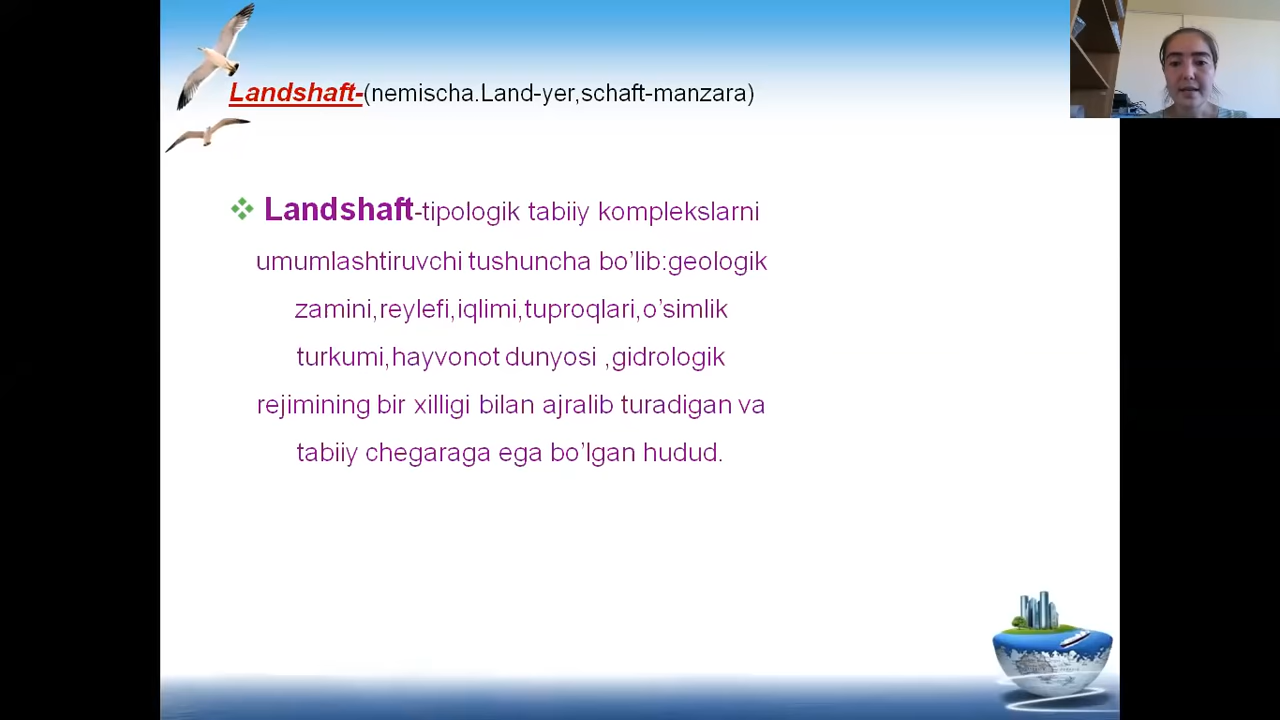 Landshaft-(nemischa.Land-yer,schaft-manzara)
Landshaft-tipologik tabiiy komplekslarni
umumlashtiruvchi tushuncha bo’lib:geologik
zamini,reylefi,iqlimi,tuproqlari,o’simlik
turkumi,hayvonot dunyosi ,gidrologik
rejimining bir xilligi bilan ajralib turadigan va
tabiiy chegaraga ega bo’lgan hudud.